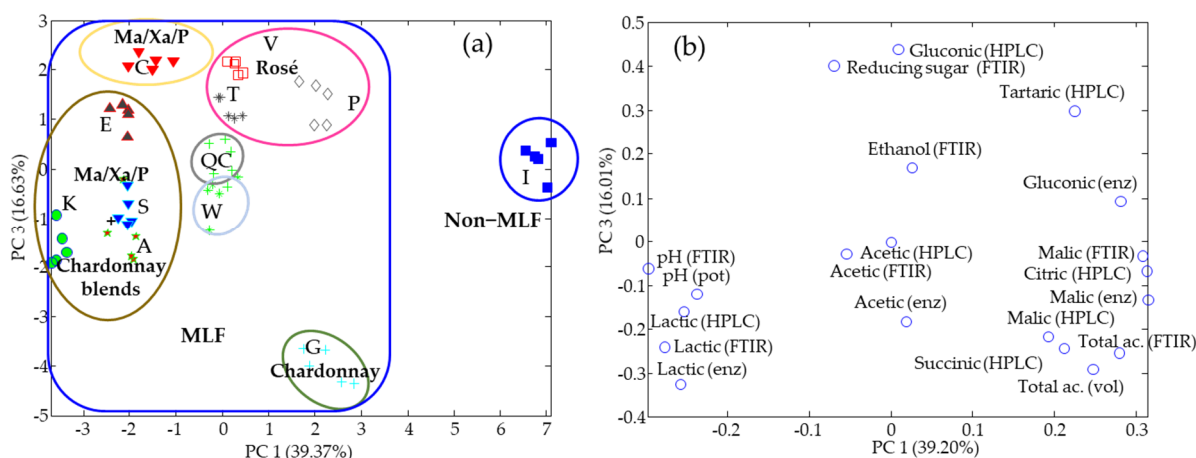 (a)
Ma/Xa/P
C
V
Rosé
T
P
E
QC
Ma/Xa/P
K
S
W
A
Chardonnay
blends
I
Non−MLF
MLF
G
Chardonnay
3
2
1
0
-1
-2
-3
-4
-5
PC 3 (16.63%)
-3 -2 -1 0 1 2 3 4 5 6 7
PC 1 (39.37%)
(b)
Gluconic (HPLC)
Reducing sugar (FTIR)
Tartaric (HPLC)
Ethanol (FTIR)
Gluconic (enz)
Acetic (HPLC)
Malic (FTIR)
pH (FTIR)
Acetic (FTIR)
Citric (HPLC)
pH (pot)
Acetic (enz)
Malic (enz)
Lactic (HPLC)
Malic (HPLC)
Lactic (FTIR)
Total ac. (FTIR)
Succinic (HPLC)
Lactic (enz)
Total ac. (vol)
0.5
0.4
0.3
0.2
0.1
0
-0.1
-0.2
-0.3
-0.4
PC 3 (16.01%)
-0.2 -0.1 0 0.1 0.2 0.3
PC 1 (39.20%)